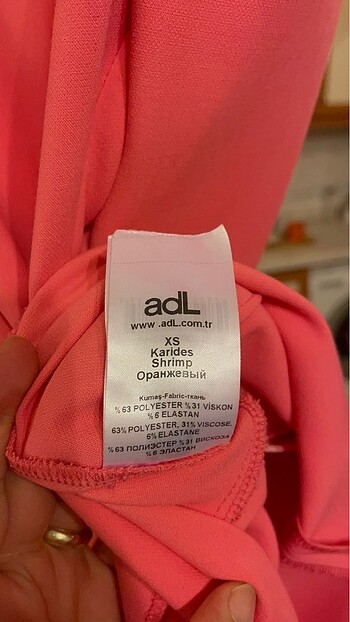 adL
www.adL.com.tr
XS
Karides
Shrimp
Оранжевый
Kumaş-Fabric-ткань
%63 POLYESTER %31 VİSKON
%6 ELASTAN
63% POLYESTER, 31% VISCOSE,
6% ELASTANE
%63 ПОЛИЭСТЕР %31 ВИСКОЗА
%6 ЭЛАСТАН